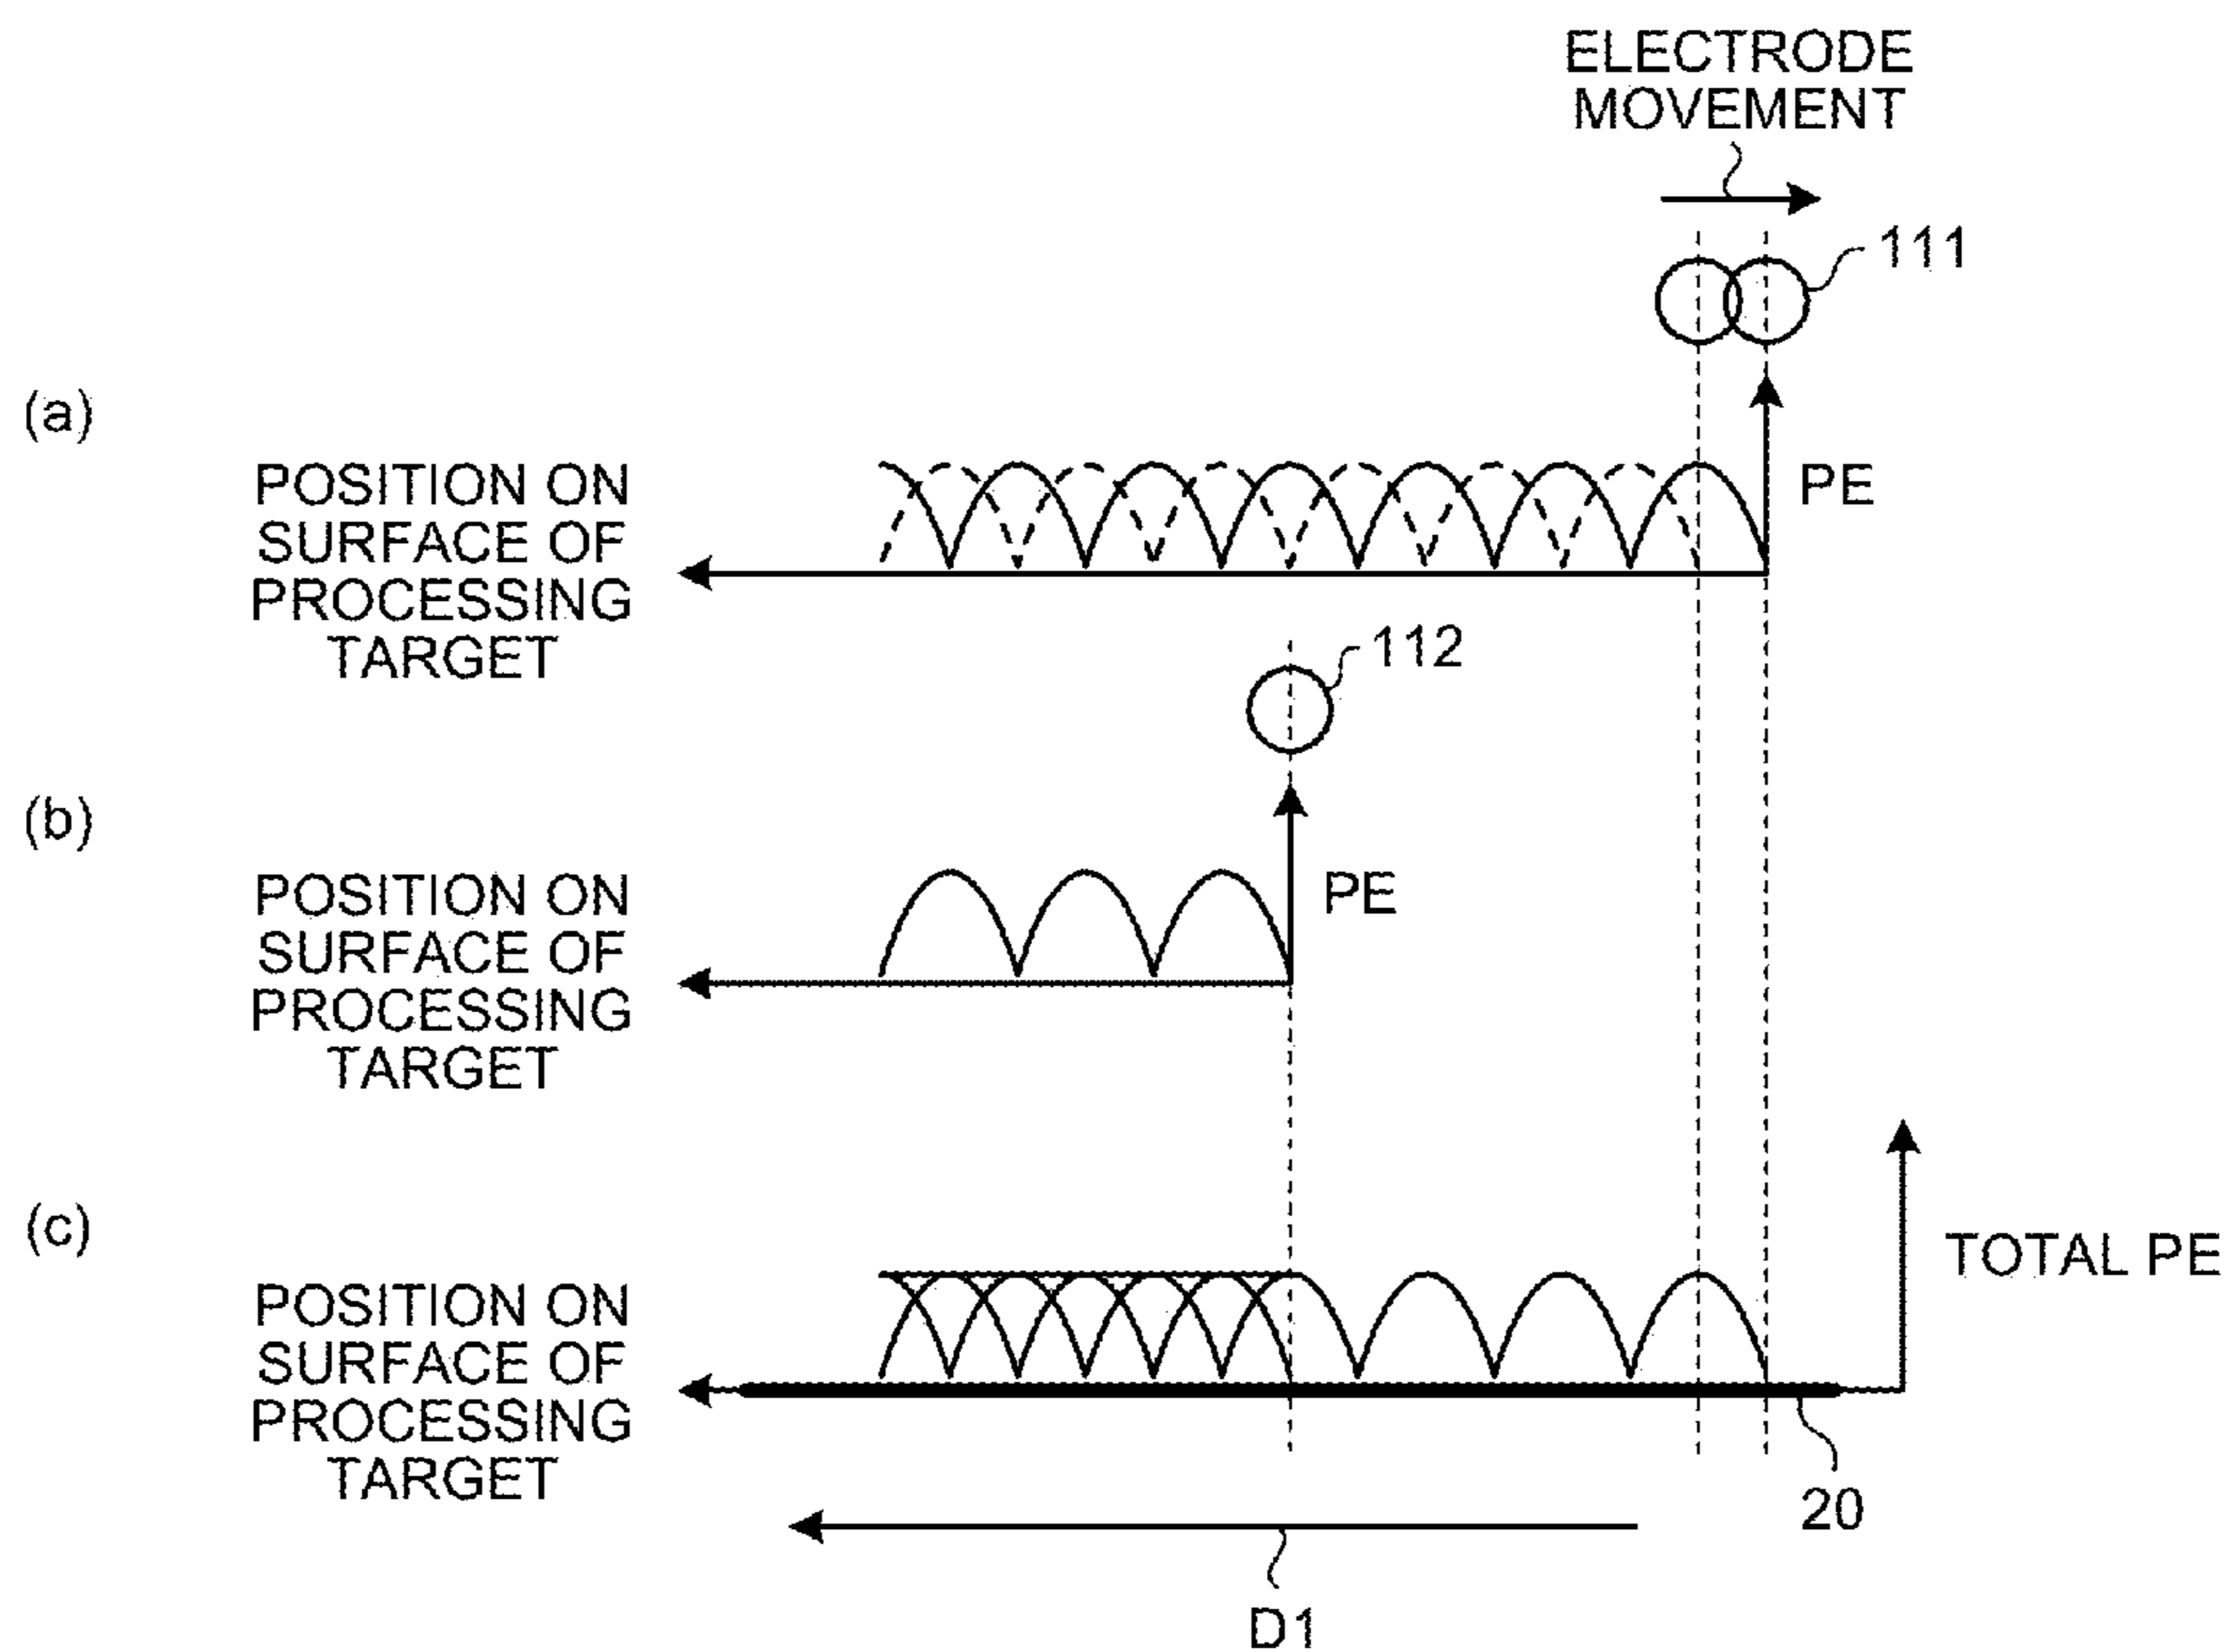 ELECTRODE
MOVEMENT
111
(a)
POSITION ON
SURFACE OF
PROCESSING
TARGET
PE
112
(b)
POSITION ON
SURFACE OF
PROCESSING
TARGET
PE
(c)
POSITION ON
SURFACE OF
PROCESSING
TARGET
TOTAL PE
20
D1